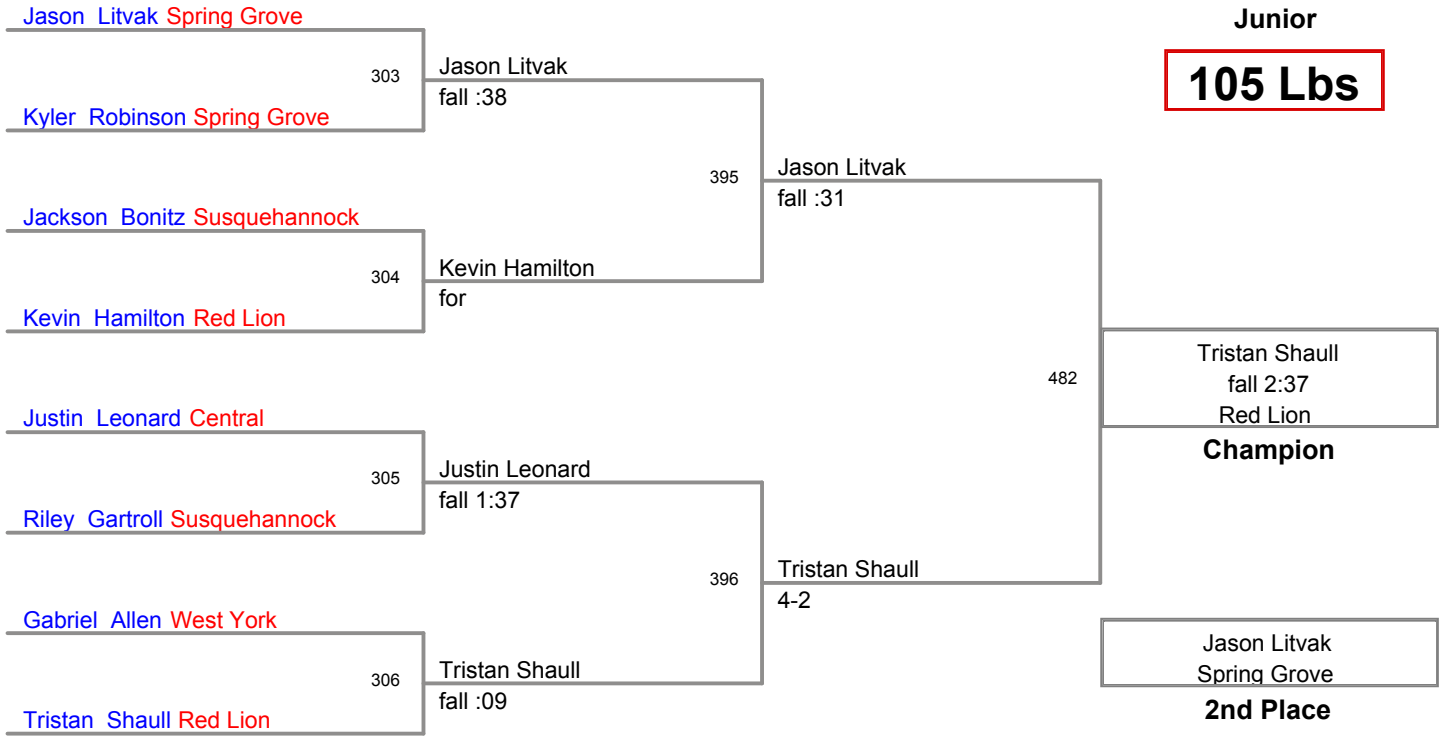 Jason Litvak Spring Grove
Junior
303
Jason Litvak
fall :38
105 Lbs
Kyler Robinson Spring Grove
395
Jason Litvak
fall :31
Jackson Bonitz Susquehannock
304
Kevin Hamilton
for
Kevin Hamilton Red Lion
482
Tristan Shaull
fall 2:37
Red Lion
Champion
Justin Leonard Central
305
Justin Leonard
fall 1:37
Riley Gartroll Susquehannock
396
Tristan Shaull
4-2
Gabriel Allen West York
306
Tristan Shaull
fall :09
Tristan Shaull Red Lion
Jason Litvak
Spring Grove
2nd Place